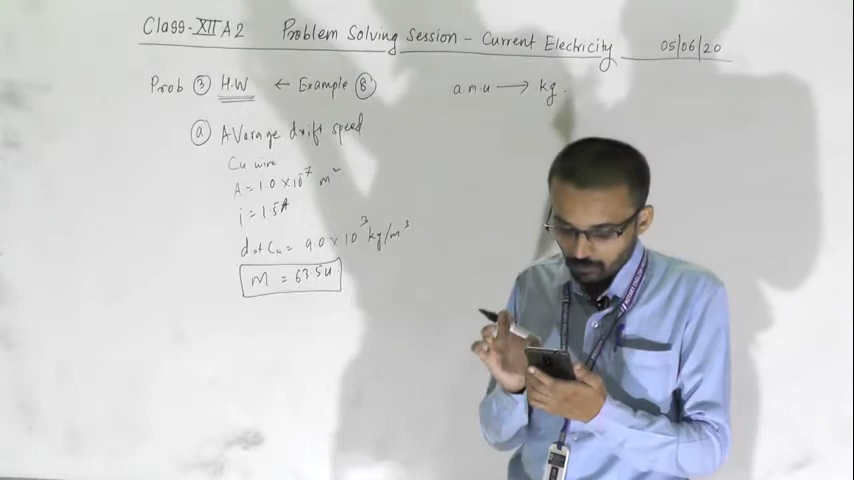 Class-XII A2 Problem Solving Session - Current Electricity 05/06/20
Prob ③ H.W ← Example ⑧ a.m.u → kg.
ⓐ Average drift speed
Cu wire
A = 1.0 × 10⁻⁷ m²
i = 1.5A
d of Cu = 9.0 × 10³ kg/m³
M = 63.5u